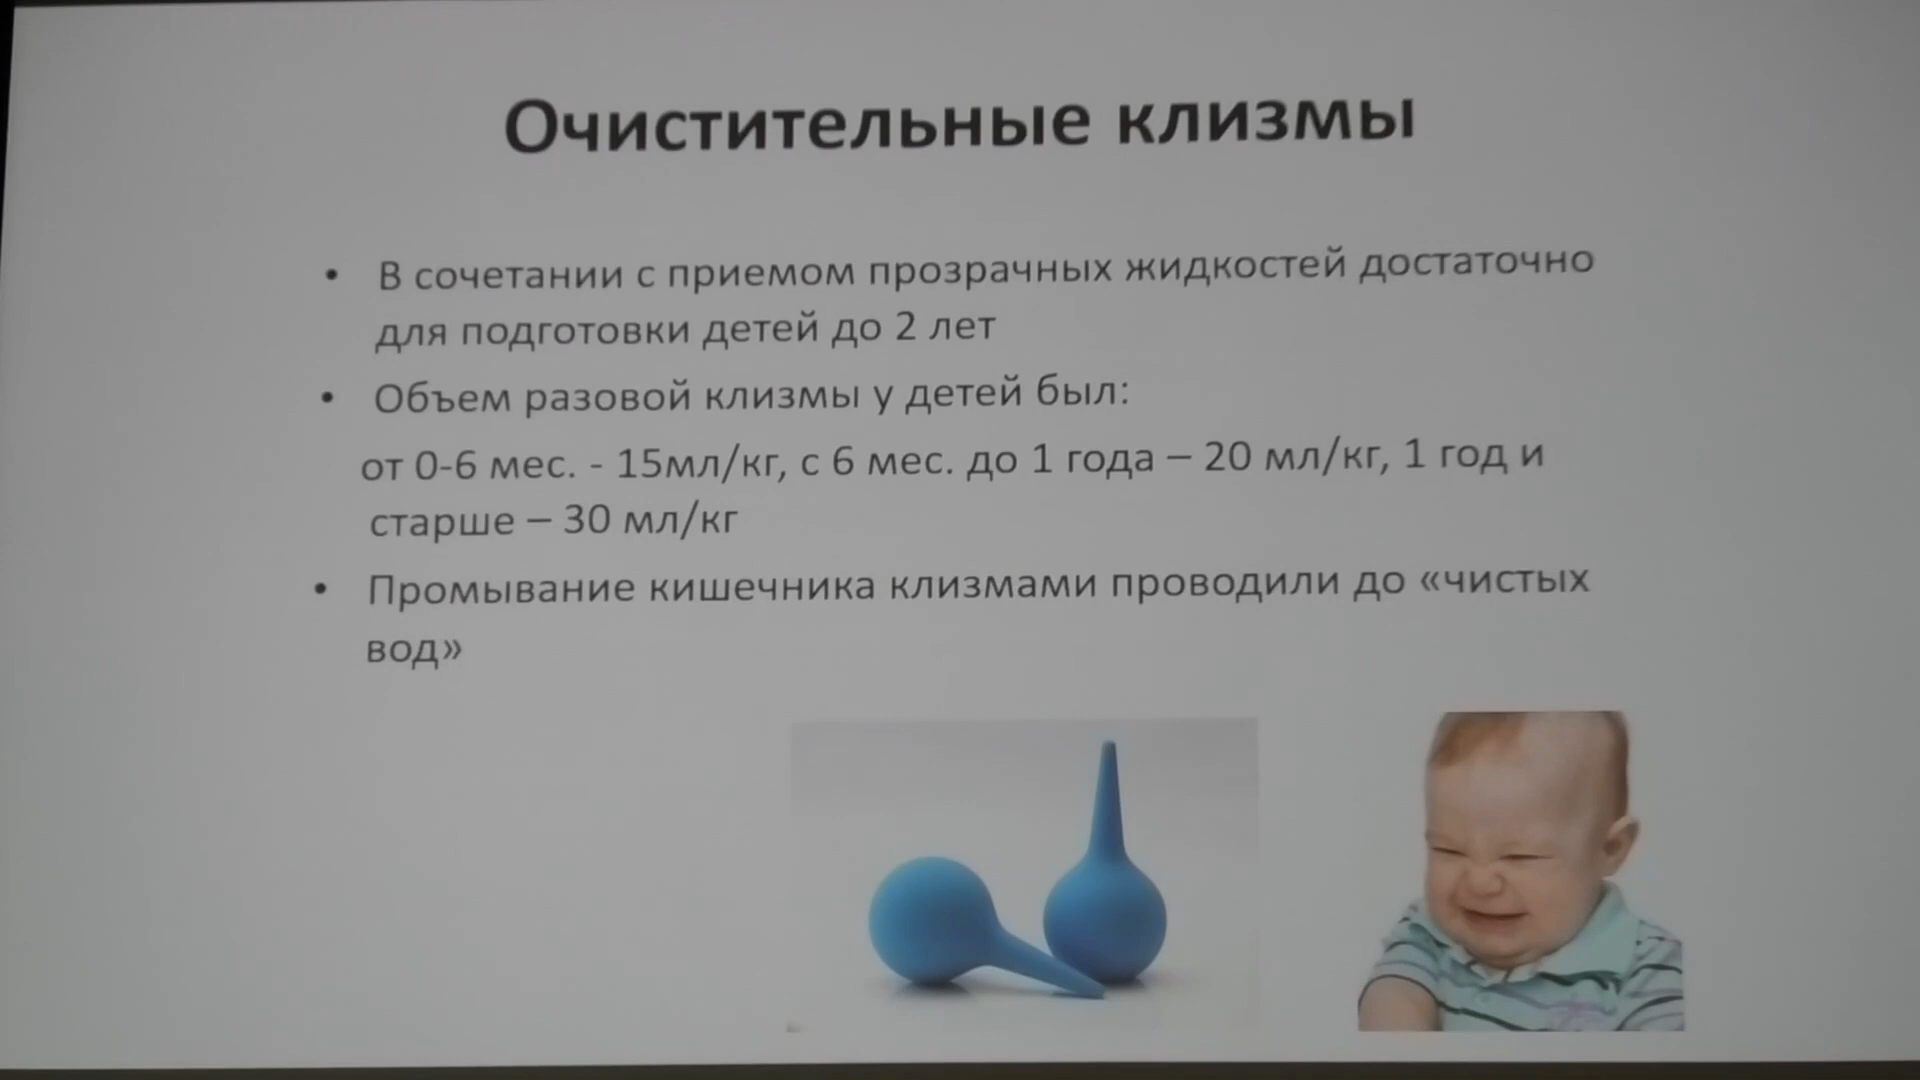 Очистительные клизмы
• В сочетании с приемом прозрачных жидкостей достаточно
для подготовки детей до 2 лет
• Объем разовой клизмы у детей был:
от 0-6 мес. - 15мл/кг, с 6 мес. до 1 года – 20 мл/кг, 1 год и
старше – 30 мл/кг
• Промывание кишечника клизмами проводили до «чистых
вод»